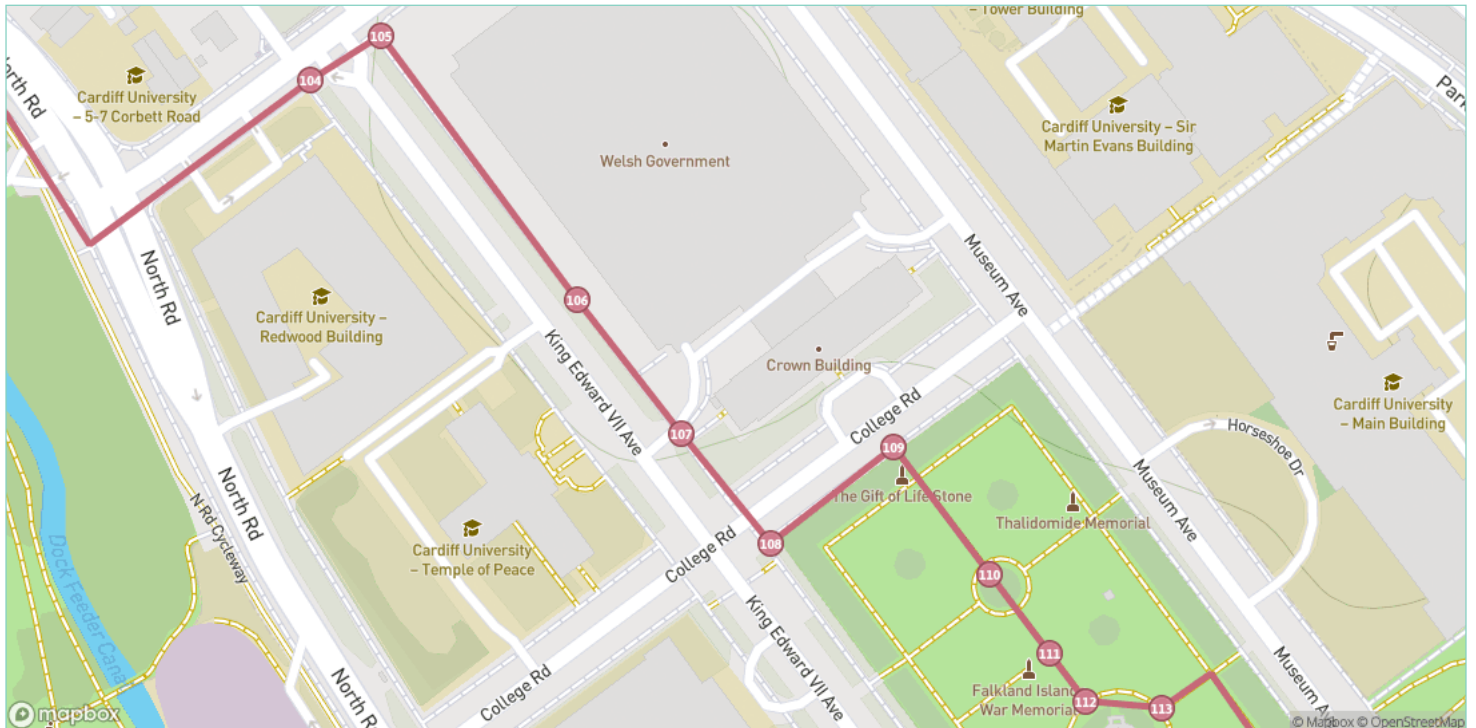 – Tower Building
105
104
North Rd
Cardiff University
– 5-7 Corbett Road
Park
Cardiff University – Sir
Martin Evans Building
Welsh Government
North Rd
Museum Ave
Cardiff University –
Redwood Building
106
King Edward VII Ave
Crown Building
College Rd
Cardiff University
– Main Building
107
109
Horseshoe Dr
The Gift of Life Stone
Museum Ave
Thalidomide Memorial
North Rd
N Rd Cycleway
Cardiff University
– Temple of Peace
College Rd
108
Dock Feeder Cana
110
King Edward VII Ave
111
Museum Av
Falkland Island
War Memorial
112
113
College Rd
North R
mapbox
© Mapbox © OpenStreetMap